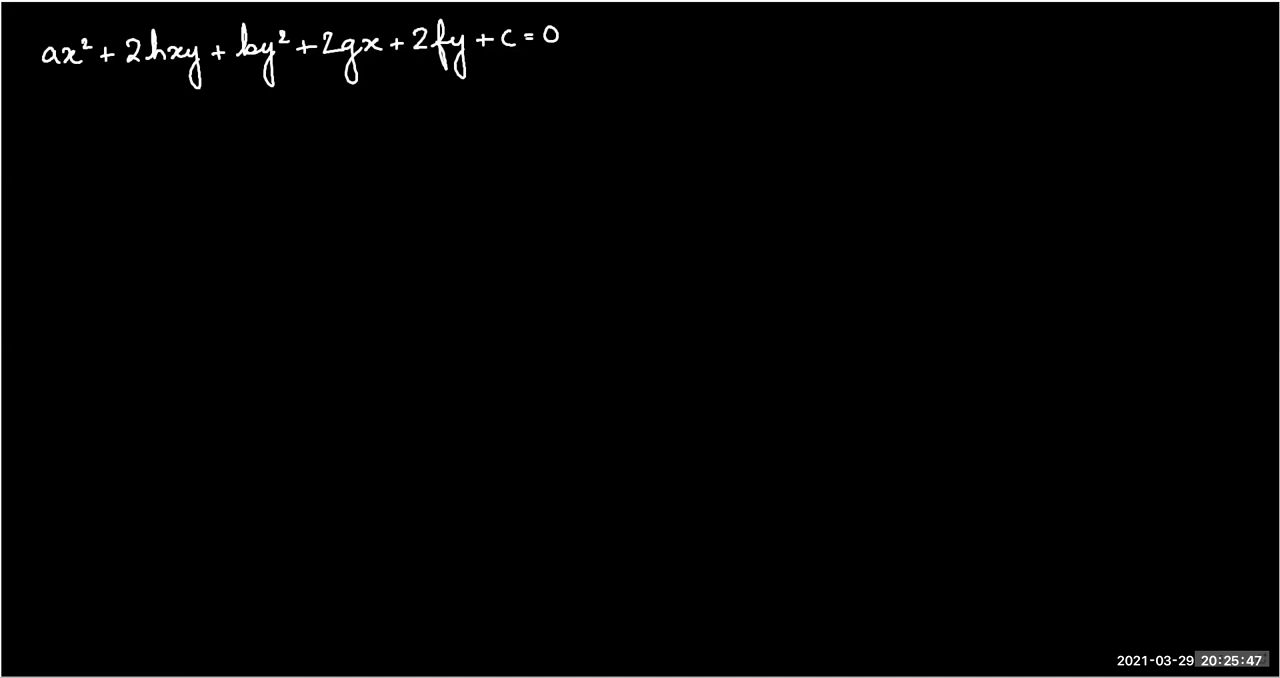 ax² + 2hxy + by² + 2gx + 2fy + c = 0
2021-03-29 20:25:47